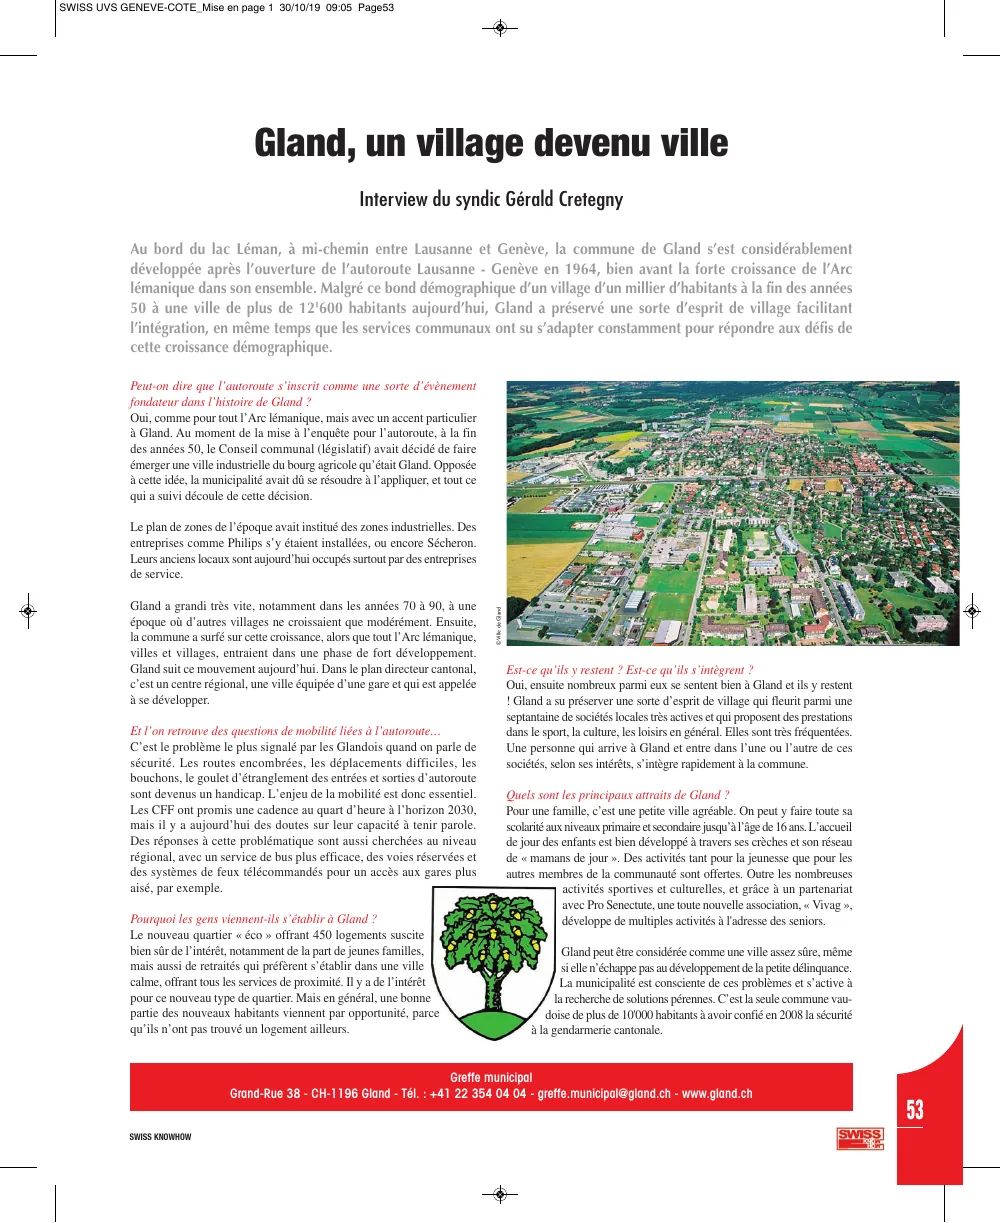 SWISS UVS GENEVE-COTE_Mise en page 1 30/10/19 09:05 Page53
Gland, un village devenu ville
Interview du syndic Gérald Cretegny
Au bord du lac Léman, à mi-chemin entre Lausanne et Genève, la commune de Gland s’est considérablement
développée après l’ouverture de l’autoroute Lausanne - Genève en 1964, bien avant la forte croissance de l’Arc
lémanique dans son ensemble. Malgré ce bond démographique d’un village d’un millier d’habitants à la fin des années
50 à une ville de plus de 12'600 habitants aujourd’hui, Gland a préservé une sorte d’esprit de village facilitant
l’intégration, en même temps que les services communaux ont su s’adapter constamment pour répondre aux défis de
cette croissance démographique.
Peut-on dire que l’autoroute s’inscrit comme une sorte d’évènement
fondateur dans l’histoire de Gland ?
Oui, comme pour tout l’Arc lémanique, mais avec un accent particulier
à Gland. Au moment de la mise à l’enquête pour l’autoroute, à la fin
des années 50, le Conseil communal (législatif) avait décidé de faire
émerger une ville industrielle du bourg agricole qu’était Gland. Opposée
à cette idée, la municipalité avait dû se résoudre à l’appliquer, et tout ce
qui a suivi découle de cette décision.
Le plan de zones de l’époque avait institué des zones industrielles. Des
entreprises comme Philips s’y étaient installées, ou encore Sécheron.
Leurs anciens locaux sont aujourd’hui occupés surtout par des entreprises
de service.
Gland a grandi très vite, notamment dans les années 70 à 90, à une
époque où d’autres villages ne croissaient que modérément. Ensuite,
la commune a surfé sur cette croissance, alors que tout l’Arc lémanique,
villes et villages, entraient dans une phase de fort développement.
Gland suit ce mouvement aujourd’hui. Dans le plan directeur cantonal,
c’est un centre régional, une ville équipée d’une gare et qui est appelée
à se développer.
Et l’on retrouve des questions de mobilité liées à l’autoroute…
C’est le problème le plus signalé par les Glandois quand on parle de
sécurité. Les routes encombrées, les déplacements difficiles, les
bouchons, le goulet d’étranglement des entrées et sorties d’autoroute
sont devenus un handicap. L’enjeu de la mobilité est donc essentiel.
Les CFF ont promis une cadence au quart d’heure à l’horizon 2030,
mais il y a aujourd’hui des doutes sur leur capacité à tenir parole.
Des réponses à cette problématique sont aussi cherchées au niveau
régional, avec un service de bus plus efficace, des voies réservées et
des systèmes de feux télécommandés pour un accès aux gares plus
aisé, par exemple.
Pourquoi les gens viennent-ils s’établir à Gland ?
Le nouveau quartier « éco » offrant 450 logements suscite
bien sûr de l’intérêt, notamment de la part de jeunes familles,
mais aussi de retraités qui préfèrent s’établir dans une ville
calme, offrant tous les services de proximité. Il y a de l’intérêt
pour ce nouveau type de quartier. Mais en général, une bonne
partie des nouveaux habitants viennent par opportunité, parce
qu’ils n’ont pas trouvé un logement ailleurs.
© Ville de Gland
Est-ce qu’ils y restent ? Est-ce qu’ils s’intègrent ?
Oui, ensuite nombreux parmi eux se sentent bien à Gland et ils y restent
! Gland a su préserver une sorte d’esprit de village qui fleurit parmi une
septantaine de sociétés locales très actives et qui proposent des prestations
dans le sport, la culture, les loisirs en général. Elles sont très fréquentées.
Une personne qui arrive à Gland et entre dans l’une ou l’autre de ces
sociétés, selon ses intérêts, s’intègre rapidement à la commune.
Quels sont les principaux attraits de Gland ?
Pour une famille, c’est une petite ville agréable. On peut y faire toute sa
scolarité aux niveaux primaire et secondaire jusqu’à l’âge de 16 ans. L’accueil
de jour des enfants est bien développé à travers ses crèches et son réseau
de « mamans de jour ». Des activités tant pour la jeunesse que pour les
autres membres de la communauté sont offertes. Outre les nombreuses
activités sportives et culturelles, et grâce à un partenariat
avec Pro Senectute, une toute nouvelle association, « Vivag »,
développe de multiples activités à l'adresse des seniors.
Gland peut être considérée comme une ville assez sûre, même
si elle n’échappe pas au développement de la petite délinquance.
La municipalité est consciente de ces problèmes et s’active à
la recherche de solutions pérennes. C’est la seule commune vau-
doise de plus de 10'000 habitants à avoir confié en 2008 la sécurité
à la gendarmerie cantonale.
Greffe municipal
Grand-Rue 38 - CH-1196 Gland - Tél. : +41 22 354 04 04 - greffe.municipal@gland.ch - www.gland.ch
53
SWISS KNOWHOW
SWISS